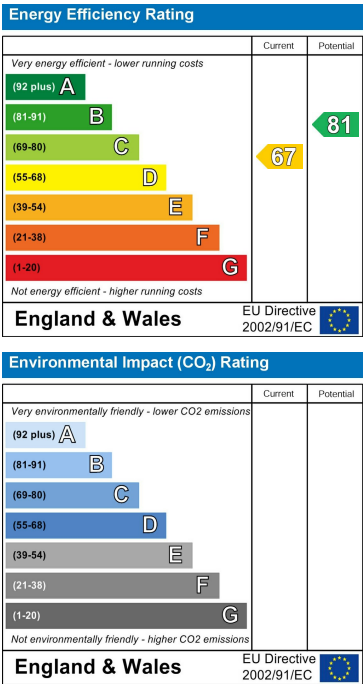 Energy Efficiency Rating
Current Potential
Very energy efficient - lower running costs
(92 plus) A
(81-91) B
81
(69-80) C
67
(55-68) D
(39-54) E
(21-38) F
(1-20) G
Not energy efficient - higher running costs
England & Wales
EU Directive
2002/91/EC
Environmental Impact (CO₂) Rating
Current Potential
Very environmentally friendly - lower CO2 emissions
(92 plus) A
(81-91) B
(69-80) C
(55-68) D
(39-54) E
(21-38) F
(1-20) G
Not environmentally friendly - higher CO2 emissions
England & Wales
EU Directive
2002/91/EC